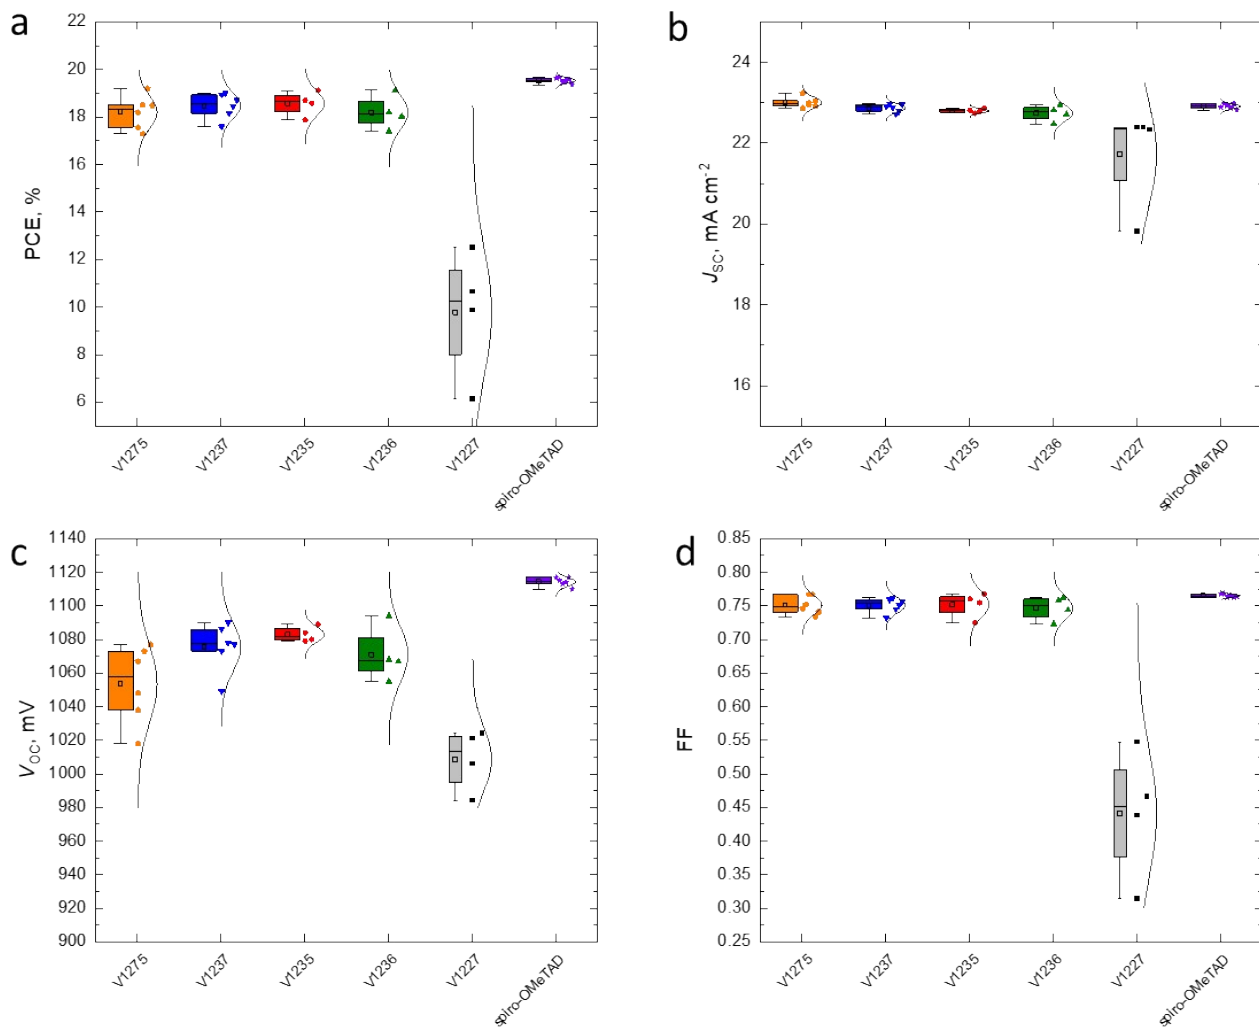 a
22
20
18
16
14
12
10
8
6
PCE, %
V1275
V1237
V1235
V1236
V1227
spiro-OMeTAD
b
24
22
20
23
16
J_SC, mA cm⁻²
V1275
V1237
V1235
V1236
V1227
spiro-OMeTAD
c
1140
1120
1100
1080
1060
1040
1020
1000
980
960
940
920
900
V_OC, mV
V1275
V1237
V1235
V1236
V1227
spiro-OMeTAD
d
0.85
0.80
0.75
0.70
0.65
0.60
0.55
0.50
0.45
0.40
0.35
0.30
0.25
FF
V1275
V1237
V1235
V1236
V1227
spiro-OMeTAD